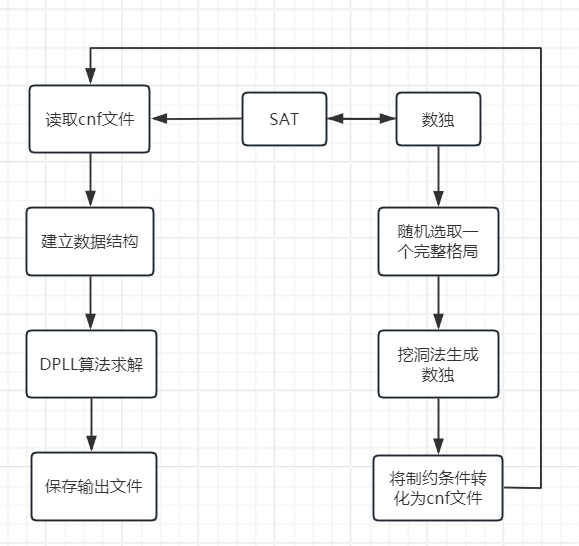 读取cnf文件
SAT
数独
建立数据结构
随机选取一
个完整格局
DPLL算法求解
挖洞法生成
数独
保存输出文件
将制约条件转
化为cnf文件